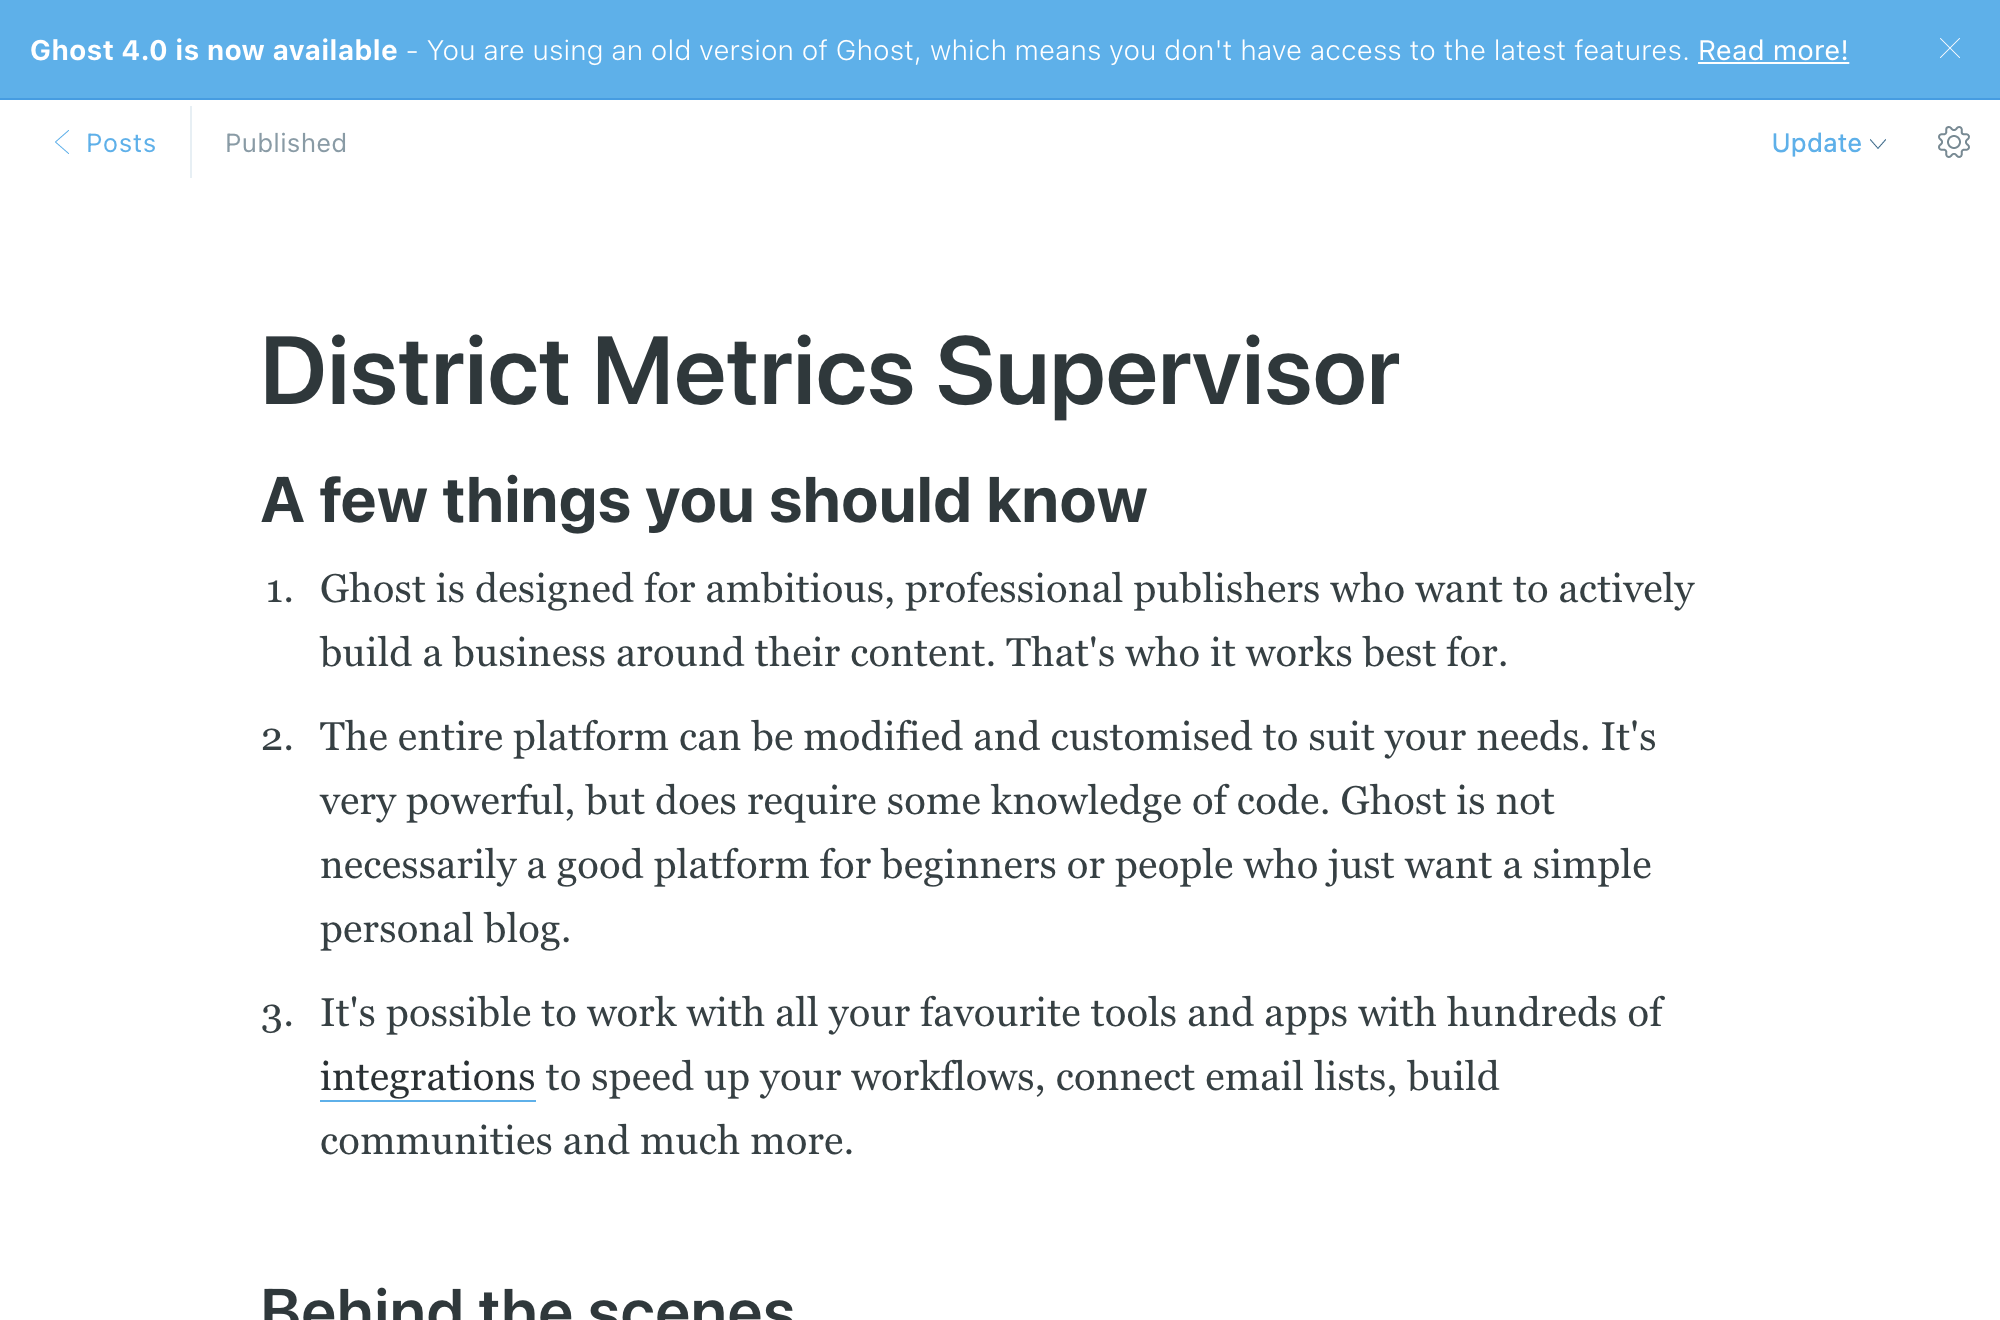 Ghost 4.0 is now available - You are using an old version of Ghost, which means you don't have access to the latest features. Read more!
Posts
Published
Update
District Metrics Supervisor
A few things you should know
1. Ghost is designed for ambitious, professional publishers who want to actively
build a business around their content. That's who it works best for.
2. The entire platform can be modified and customised to suit your needs. It's
very powerful, but does require some knowledge of code. Ghost is not
necessarily a good platform for beginners or people who just want a simple
personal blog.
3. It's possible to work with all your favourite tools and apps with hundreds of
integrations to speed up your workflows, connect email lists, build
communities and much more.
Behind the scenes